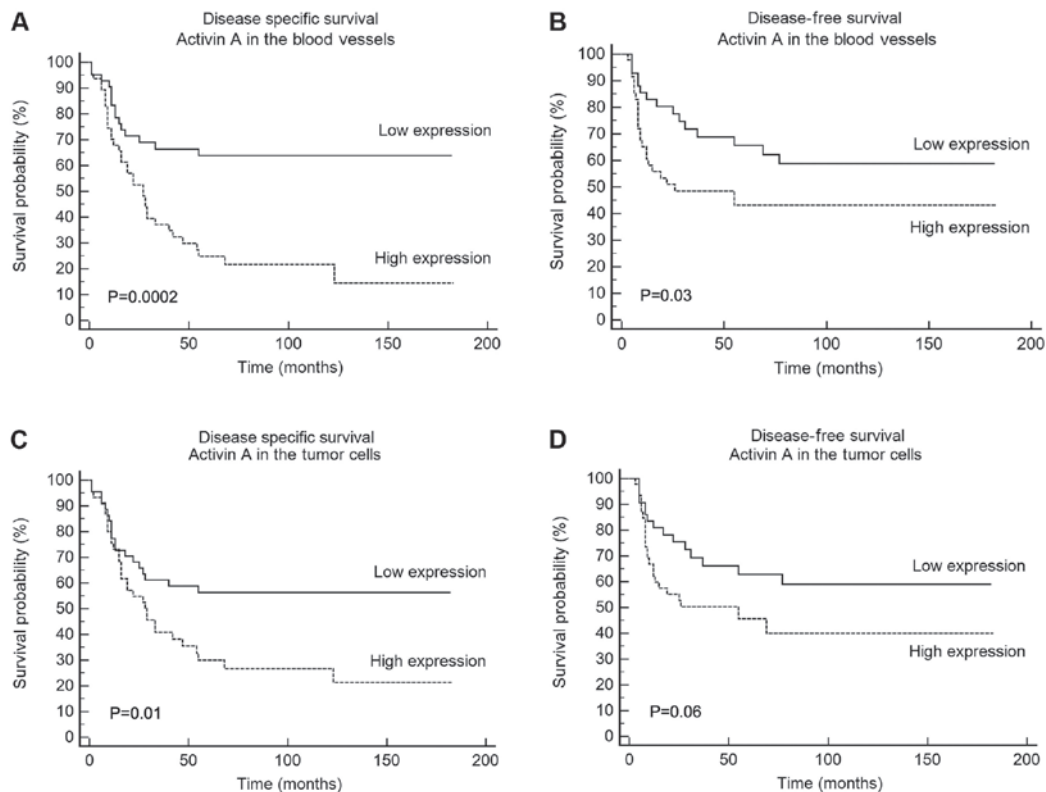 A
Disease specific survival
Activin A in the blood vessels
Survival probability (%)
100
90
80
70
60
50
40
30
20
10
0
Low expression
High expression
P=0.0002
0 50 100 150 200
Time (months)
B
Disease-free survival
Activin A in the blood vessels
Survival probability (%)
100
90
80
70
60
50
40
30
20
10
0
Low expression
High expression
P=0.03
0 50 100 150 200
Time (months)
C
Disease specific survival
Activin A in the tumor cells
Survival probability (%)
100
90
80
70
60
50
40
30
20
10
0
Low expression
High expression
P=0.01
0 50 100 150 200
Time (months)
D
Disease-free survival
Activin A in the tumor cells
Survival probability (%)
100
90
80
70
60
50
40
30
20
10
0
Low expression
High expression
P=0.06
0 50 100 150 200
Time (months)